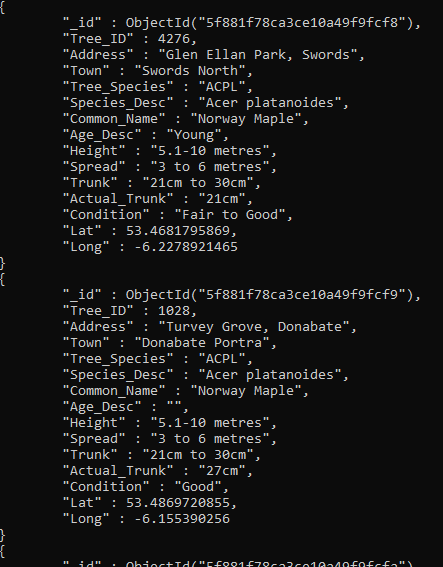 {
"_id" : ObjectId("5f881f78ca3ce10a49f9fcf8"),
"Tree_ID" : 4276,
"Address" : "Glen Ellan Park, Swords",
"Town" : "Swords North",
"Tree_Species" : "ACPL",
"Species_Desc" : "Acer platanoides",
"Common_Name" : "Norway Maple",
"Age_Desc" : "Young",
"Height" : "5.1-10 metres",
"Spread" : "3 to 6 metres",
"Trunk" : "21cm to 30cm",
"Actual_Trunk" : "21cm",
"Condition" : "Fair to Good",
"Lat" : 53.4681795869,
"Long" : -6.2278921465
}
{
"_id" : ObjectId("5f881f78ca3ce10a49f9fcf9"),
"Tree_ID" : 1028,
"Address" : "Turvey Grove, Donabate",
"Town" : "Donabate Portra",
"Tree_Species" : "ACPL",
"Species_Desc" : "Acer platanoides",
"Common_Name" : "Norway Maple",
"Age_Desc" : "",
"Height" : "5.1-10 metres",
"Spread" : "3 to 6 metres",
"Trunk" : "21cm to 30cm",
"Actual_Trunk" : "27cm",
"Condition" : "Good",
"Lat" : 53.4869720855,
"Long" : -6.155390256
}
{
"_id" : ObjectId("5f881f78ca3ce10a49f9fcfa"),